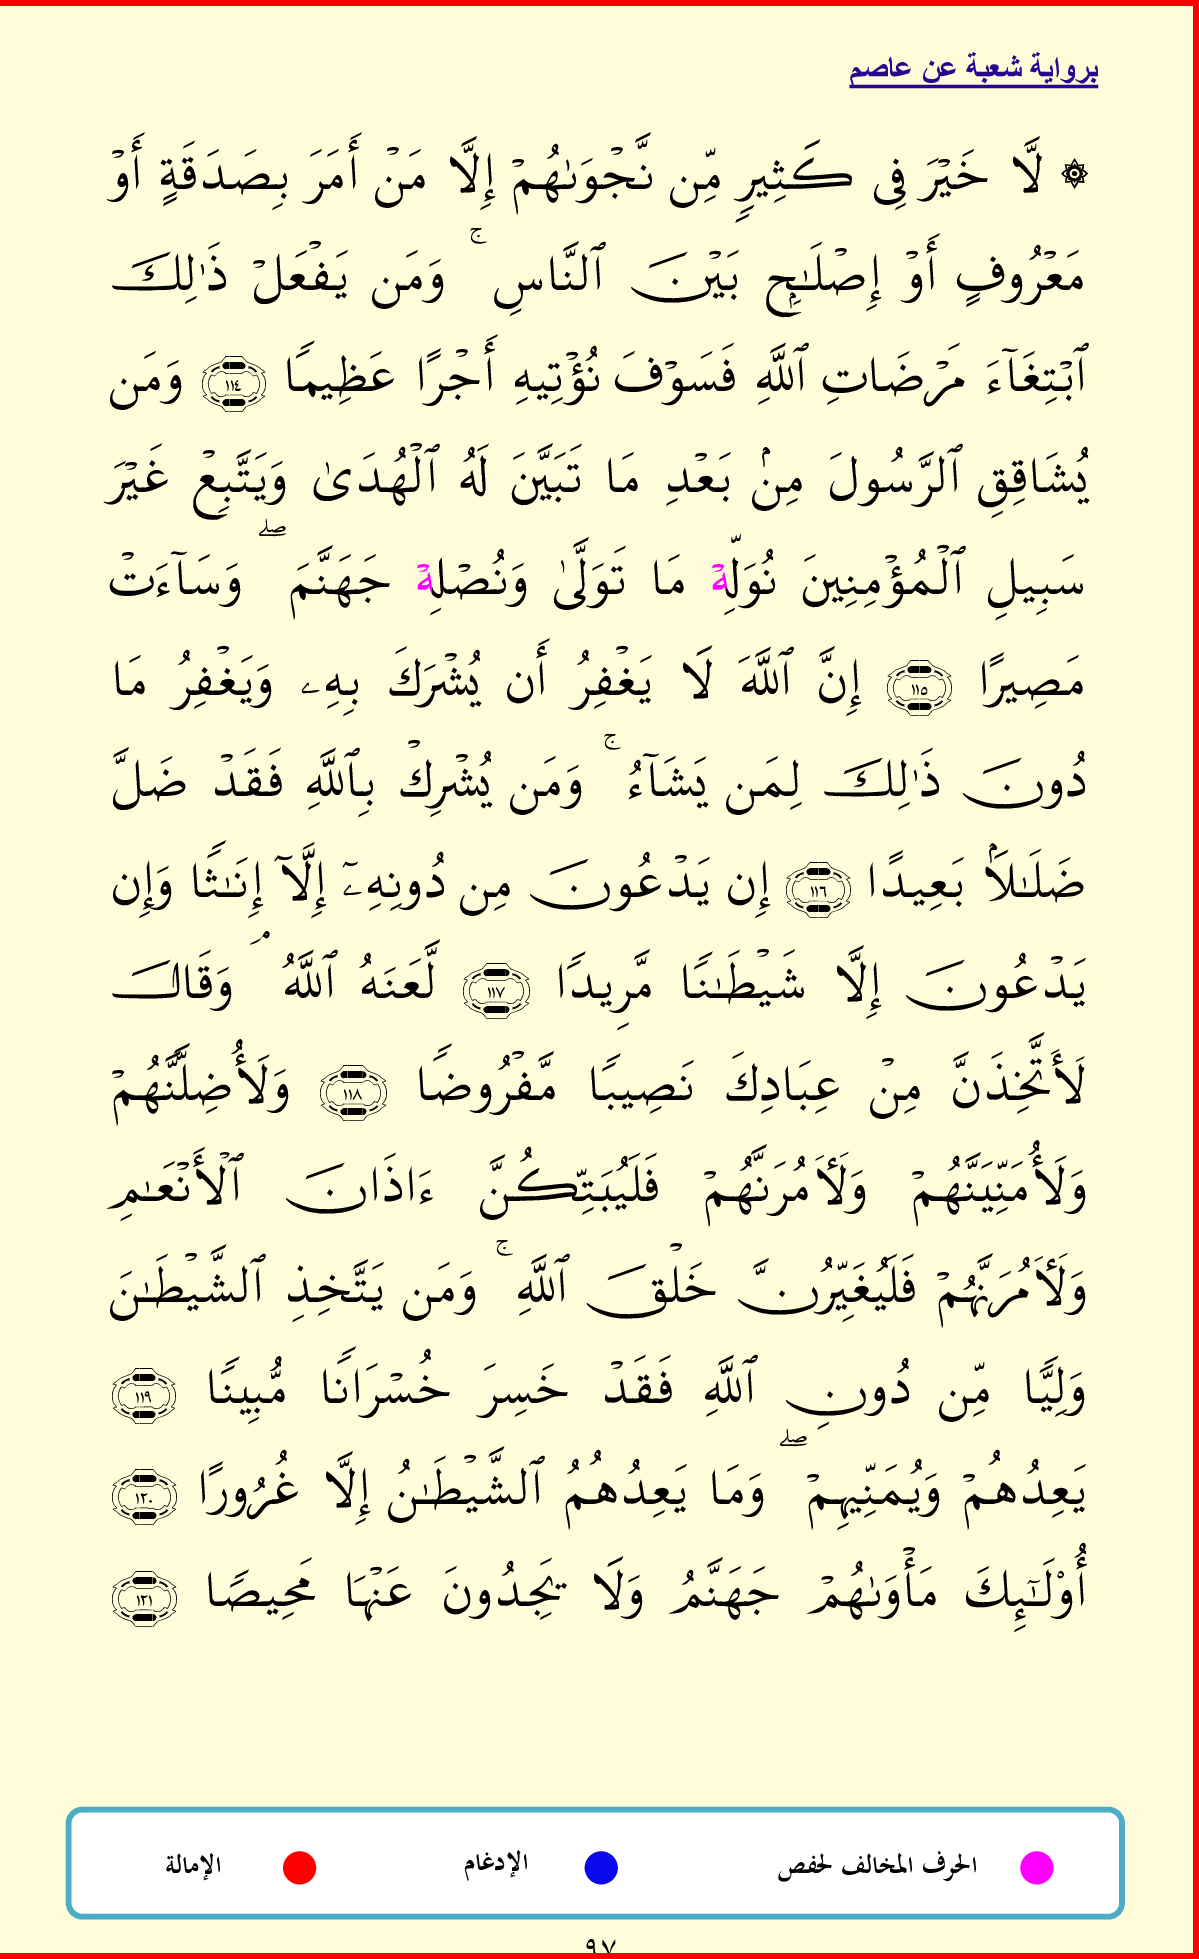 برواية شعبة عن عاصم
۞ لَّا خَيْرَ فِى كَثِيرٍ مِّن نَّجْوَىٰهُمْ إِلَّا مَنْ أَمَرَ بِصَدَقَةٍ أَوْ
مَعْرُوفٍ أَوْ إِصْلَٰحٍۭ بَيْنَ ٱلنَّاسِ ۚ وَمَن يَفْعَلْ ذَٰلِكَ
ٱبْتِغَآءَ مَرْضَاتِ ٱللَّهِ فَسَوْفَ نُؤْتِيهِ أَجْرًا عَظِيمًا ١١٤ وَمَن
يُشَاقِقِ ٱلرَّسُولَ مِنۢ بَعْدِ مَا تَبَيَّنَ لَهُ ٱلْهُدَىٰ وَيَتَّبِعْ غَيْرَ
سَبِيلِ ٱلْمُؤْمِنِينَ نُوَلِّهْ مَا تَوَلَّىٰ وَنُصْلِهْ جَهَنَّمَ ۖ وَسَآءَتْ
مَصِيرًا ١١٥ إِنَّ ٱللَّهَ لَا يَغْفِرُ أَن يُشْرَكَ بِهِۦ وَيَغْفِرُ مَا
دُونَ ذَٰلِكَ لِمَن يَشَآءُ ۚ وَمَن يُشْرِكْ بِٱللَّهِ فَقَدْ ضَلَّ
ضَلَٰلًۢا بَعِيدًا ١١٦ إِن يَدْعُونَ مِن دُونِهِۦٓ إِلَّآ إِنَٰثًا وَإِن
يَدْعُونَ إِلَّا شَيْطَٰنًا مَّرِيدًا ١١٧ لَّعَنَهُ ٱللَّهُ ۘ وَقَالَ
لَأَتَّخِذَنَّ مِنْ عِبَادِكَ نَصِيبًا مَّفْرُوضًا ١١٨ وَلَأُضِلَّنَّهُمْ
وَلَأُمَنِّيَنَّهُمْ وَلَءَامُرَنَّهُمْ فَلَيُبَتِّكُنَّ ءَاذَانَ ٱلْأَنْعَٰمِ
وَلَءَامُرَنَّهُمْ فَلَيُغَيِّرُنَّ خَلْقَ ٱللَّهِ ۚ وَمَن يَتَّخِذِ ٱلشَّيْطَٰنَ
وَلِيًّا مِّن دُونِ ٱللَّهِ فَقَدْ خَسِرَ خُسْرَانًا مُّبِينًا ١١٩
يَعِدُهُمْ وَيُمَنِّيهِمْ ۖ وَمَا يَعِدُهُمُ ٱلشَّيْطَٰنُ إِلَّا غُرُورًا ١٢٠
أُوْلَٰٓئِكَ مَأْوَىٰهُمْ جَهَنَّمُ وَلَا يَجِدُونَ عَنْهَا مَحِيصًا ١٢١
الحرف المخالف لحفص
الإدغام
الإمالة
٩٧